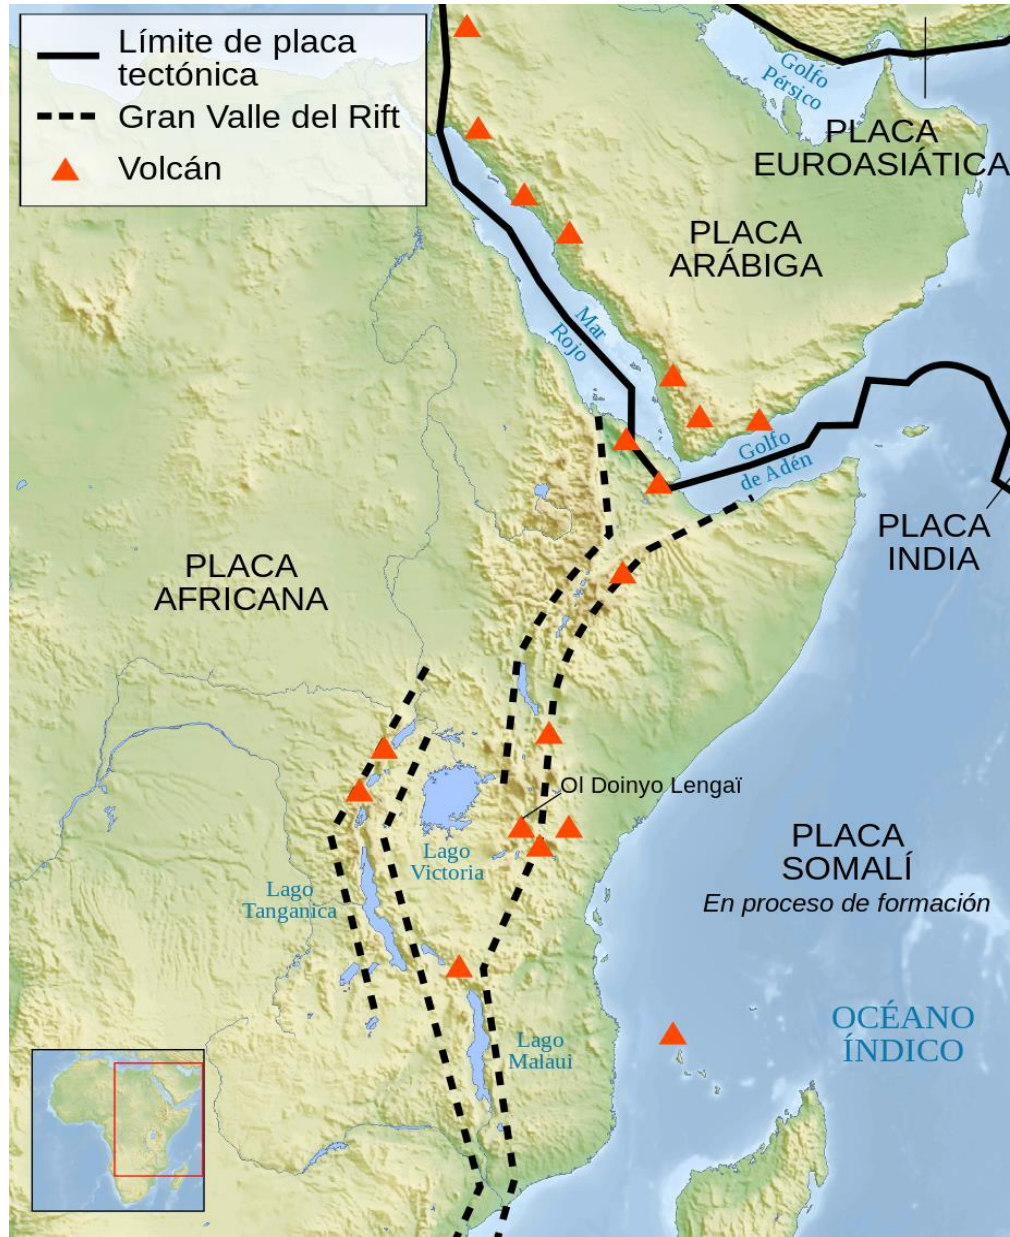 Límite de placa
tectónica
Gran Valle del Rift
Volcán
Golfo
Pérsico
PLACA
EUROASIÁTICA
PLACA
ARÁBIGA
Mar
Rojo
Golfo
de Adén
PLACA
INDIA
PLACA
AFRICANA
Ol Doinyo Lengaï
Lago
Victoria
PLACA
SOMALÍ
En proceso de formación
Lago
Tanganica
OCÉANO
ÍNDICO
Lago
Malaui